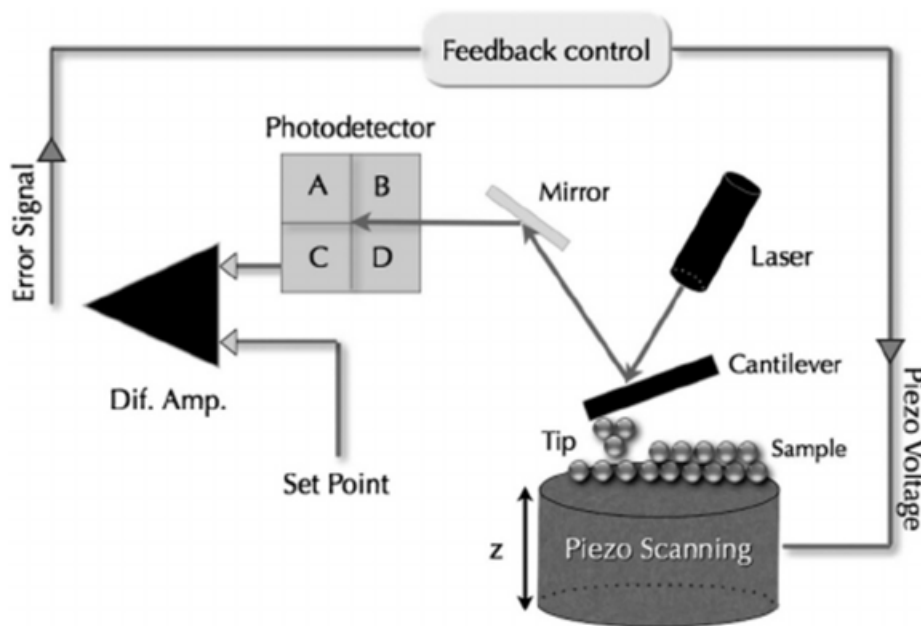 Feedback control
Photodetector
A B
C D
Mirror
Laser
Error Signal
Dif. Amp.
Set Point
Cantilever
Tip
Sample
Piezo Voltage
z
Piezo Scanning